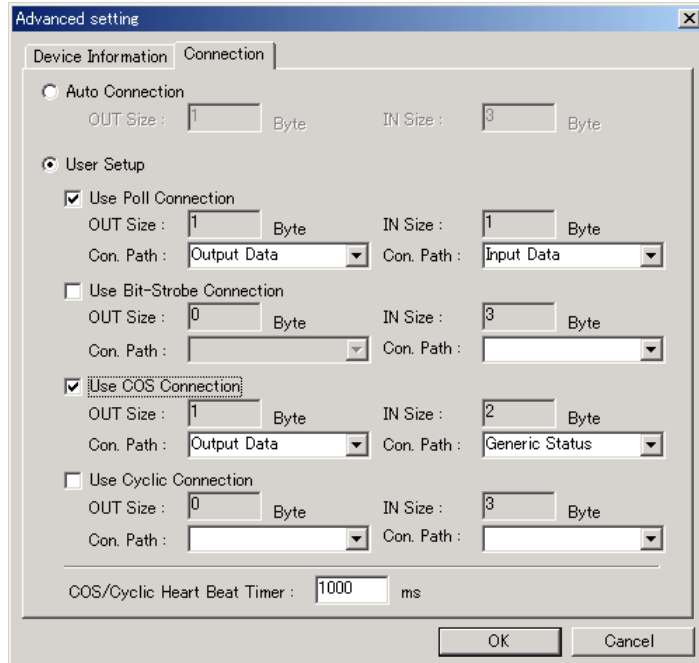 Advanced setting
Device Information Connection
Auto Connection
OUT Size : 1 Byte IN Size : 3 Byte
User Setup
Use Poll Connection
OUT Size : 1 Byte IN Size : 1 Byte
Con. Path : Output Data Con. Path : Input Data
Use Bit-Strobe Connection
OUT Size : 0 Byte IN Size : 3 Byte
Con. Path : Con. Path :
Use COS Connection
OUT Size : 1 Byte IN Size : 2 Byte
Con. Path : Output Data Con. Path : Generic Status
Use Cyclic Connection
OUT Size : 0 Byte IN Size : 3 Byte
Con. Path : Con. Path :
COS/Cyclic Heart Beat Timer : 1000 ms
OK Cancel